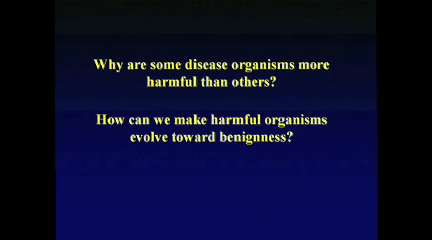 Why are some disease organisms more
harmful than others?
How can we make harmful organisms
evolve toward benignness?